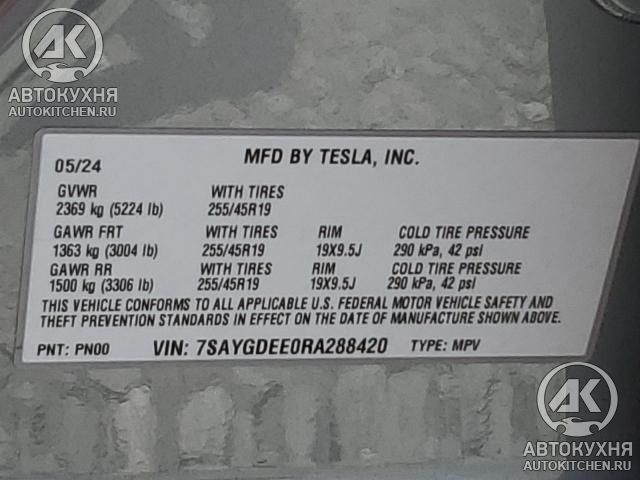 AK
АВТОКУХНЯ
AUTOKITCHEN.RU
05/24 MFD BY TESLA, INC.
GVWR WITH TIRES
2369 kg (5224 lb) 255/45R19
GAWR FRT WITH TIRES RIM COLD TIRE PRESSURE
1363 kg (3004 lb) 255/45R19 19X9.5J 290 kPa, 42 psi
GAWR RR WITH TIRES RIM COLD TIRE PRESSURE
1500 kg (3306 lb) 255/45R19 19X9.5J 290 kPa, 42 psi
THIS VEHICLE CONFORMS TO ALL APPLICABLE U.S. FEDERAL MOTOR VEHICLE SAFETY AND
THEFT PREVENTION STANDARDS IN EFFECT ON THE DATE OF MANUFACTURE SHOWN ABOVE.
PNT: PN00 VIN: 7SAYGDEE0RA288420 TYPE: MPV
AK
АВТОКУХНЯ
AUTOKITCHEN.RU